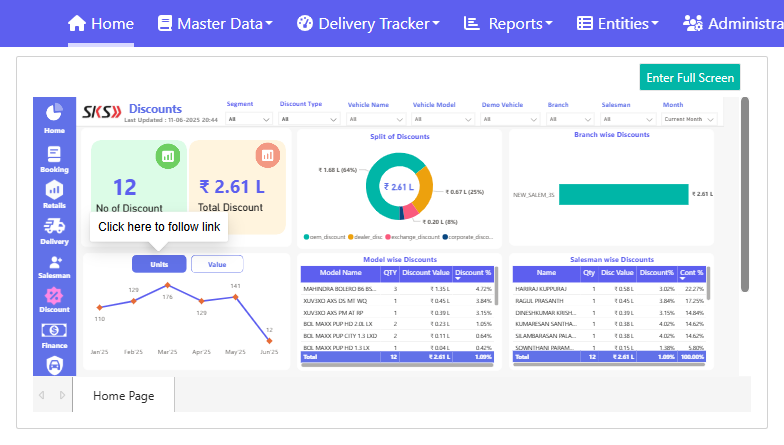 Home Master Data Delivery Tracker Reports Entities Administra
Enter Full Screen
SKS Discounts
Last Updated : 11-06-2025 20:44
Segment Discount Type Vehicle Name Vehicle Model Demo Vehicle Branch Salesman Month
All All All All All All All Current Month
Home
Booking
Retails
Delivery
Salesman
Discount
Finance
12
No of Discount
₹ 2.61 L
Total Discount
Click here to follow link
Split of Discounts
₹ 1.68 L (64%)
₹ 2.61 L
₹ 0.67 L (25%)
₹ 0.20 L (8%)
oem_discount dealer_disc exchange_discount corporate_disco...
Branch wise Discounts
NEW_SALEM_3S ₹ 2.61 L
Units Value
110 129 176 129 141 12
Jan'25 Feb'25 Mar'25 Apr'25 May'25 Jun'25
Model wise Discounts
Model Name QTY Discount Value Discount %
MAHINDRA BOLERO B6 BS... 3 ₹ 1.35 L 4.72%
XUV3XO AX5 DS MT WQ 1 ₹ 0.45 L 3.84%
XUV3XO AX5 PM AT RP 1 ₹ 0.39 L 3.15%
BOL MAXX PUP HD 2.0L LX 2 ₹ 0.23 L 1.05%
BOL MAXX PUP CITY 1.3 LXD 2 ₹ 0.11 L 0.64%
BOL MAXX PUP HD 1.3 LX 1 ₹ 0.04 L 0.42%
Total 12 ₹ 2.61 L 1.09%
Salesman wise Discounts
Name Qty Disc Value Discount% Cont %
HARIRAJ KUPPURAJ 1 ₹ 0.58 L 3.02% 22.27%
RAGUL PRASANTH 1 ₹ 0.45 L 3.84% 17.25%
DINESHKUMAR KRISH... 1 ₹ 0.39 L 3.15% 14.84%
KUMARESAN SANTHA... 1 ₹ 0.38 L 4.02% 14.62%
SILAMBARASAN PALA... 1 ₹ 0.38 L 4.02% 14.62%
SOWNTHANI PARAM... 1 ₹ 0.15 L 1.38% 5.80%
Total 12 ₹ 2.61 L 1.09% 100.00%
Home Page